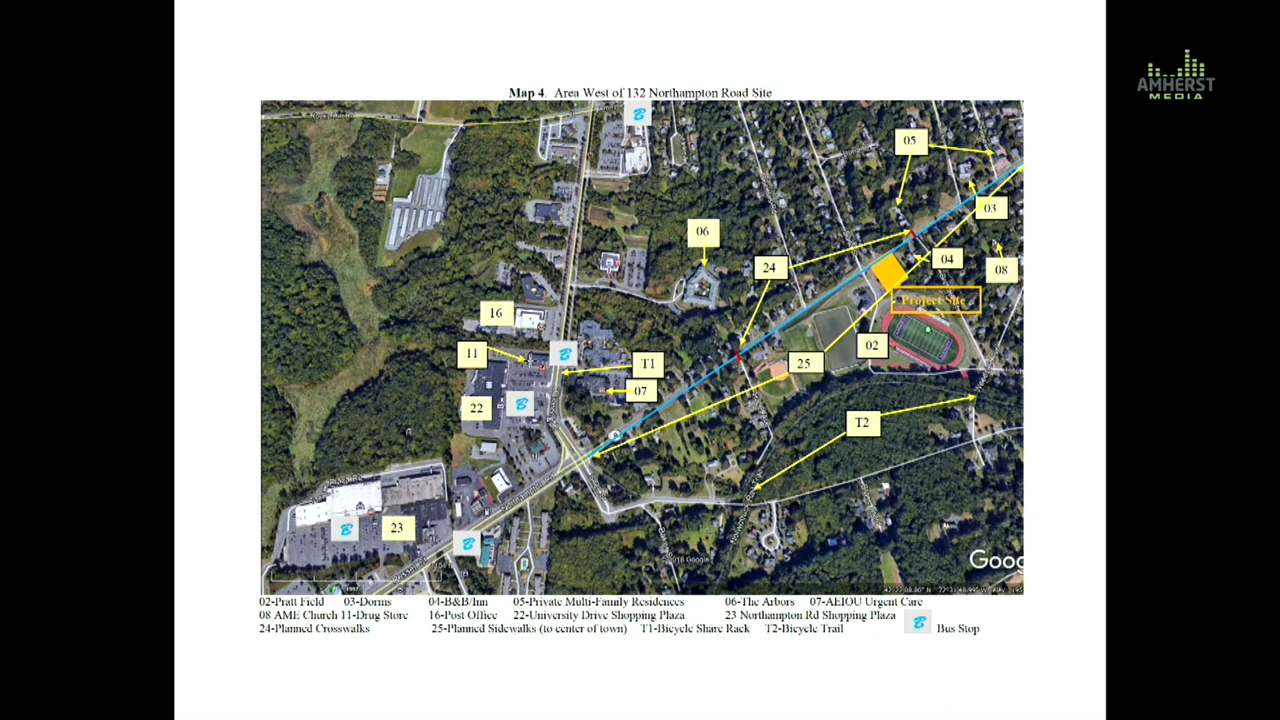 AMHERST
MEDIA
Map 4. Area West of 132 Northampton Road Site
05
03
06
24
04
08
Project Site
16
02
11
T1
25
07
22
T2
23
©2018 Google
Goog
02-Pratt Field 03-Dorms 04-B&B/Inn 05-Private Multi-Family Residences 06-The Arbors 07-AEIOU Urgent Care
08 AME Church 11-Drug Store 16-Post Office 22-University Drive Shopping Plaza 23 Northampton Rd Shopping Plaza
24-Planned Crosswalks 25-Planned Sidewalks (to center of town) T1-Bicycle Share Rack T2-Bicycle Trail Bus Stop